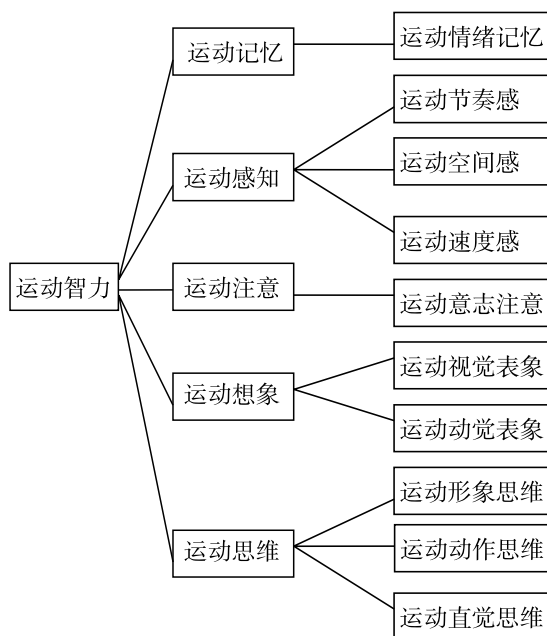 运动智力
运动记忆
运动情绪记忆
运动感知
运动节奏感
运动空间感
运动速度感
运动注意
运动意志注意
运动想象
运动视觉表象
运动动觉表象
运动思维
运动形象思维
运动动作思维
运动直觉思维